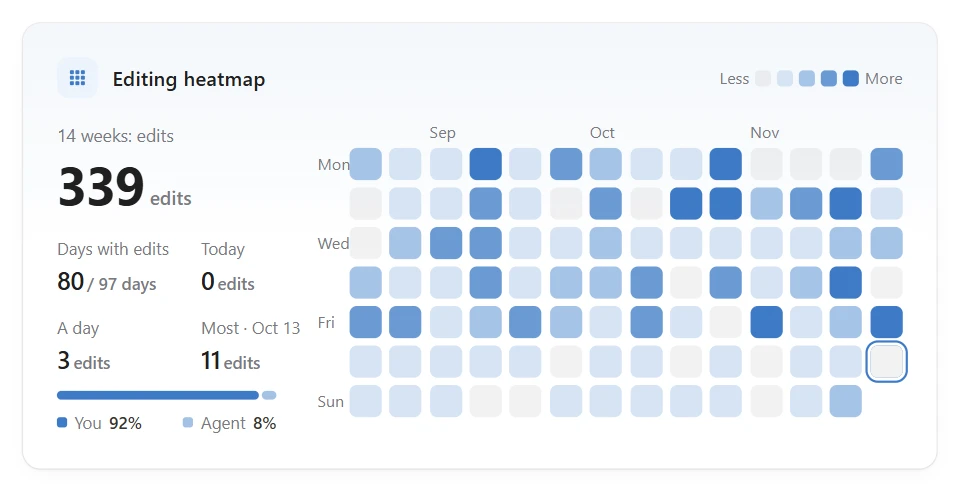 Editing heatmap
Less More
14 weeks: edits
339 edits
Days with edits
80 / 97 days
Today
0 edits
A day
3 edits
Most · Oct 13
11 edits
You 92%
Agent 8%
Sep Oct Nov
Mon
Wed
Fri
Sun